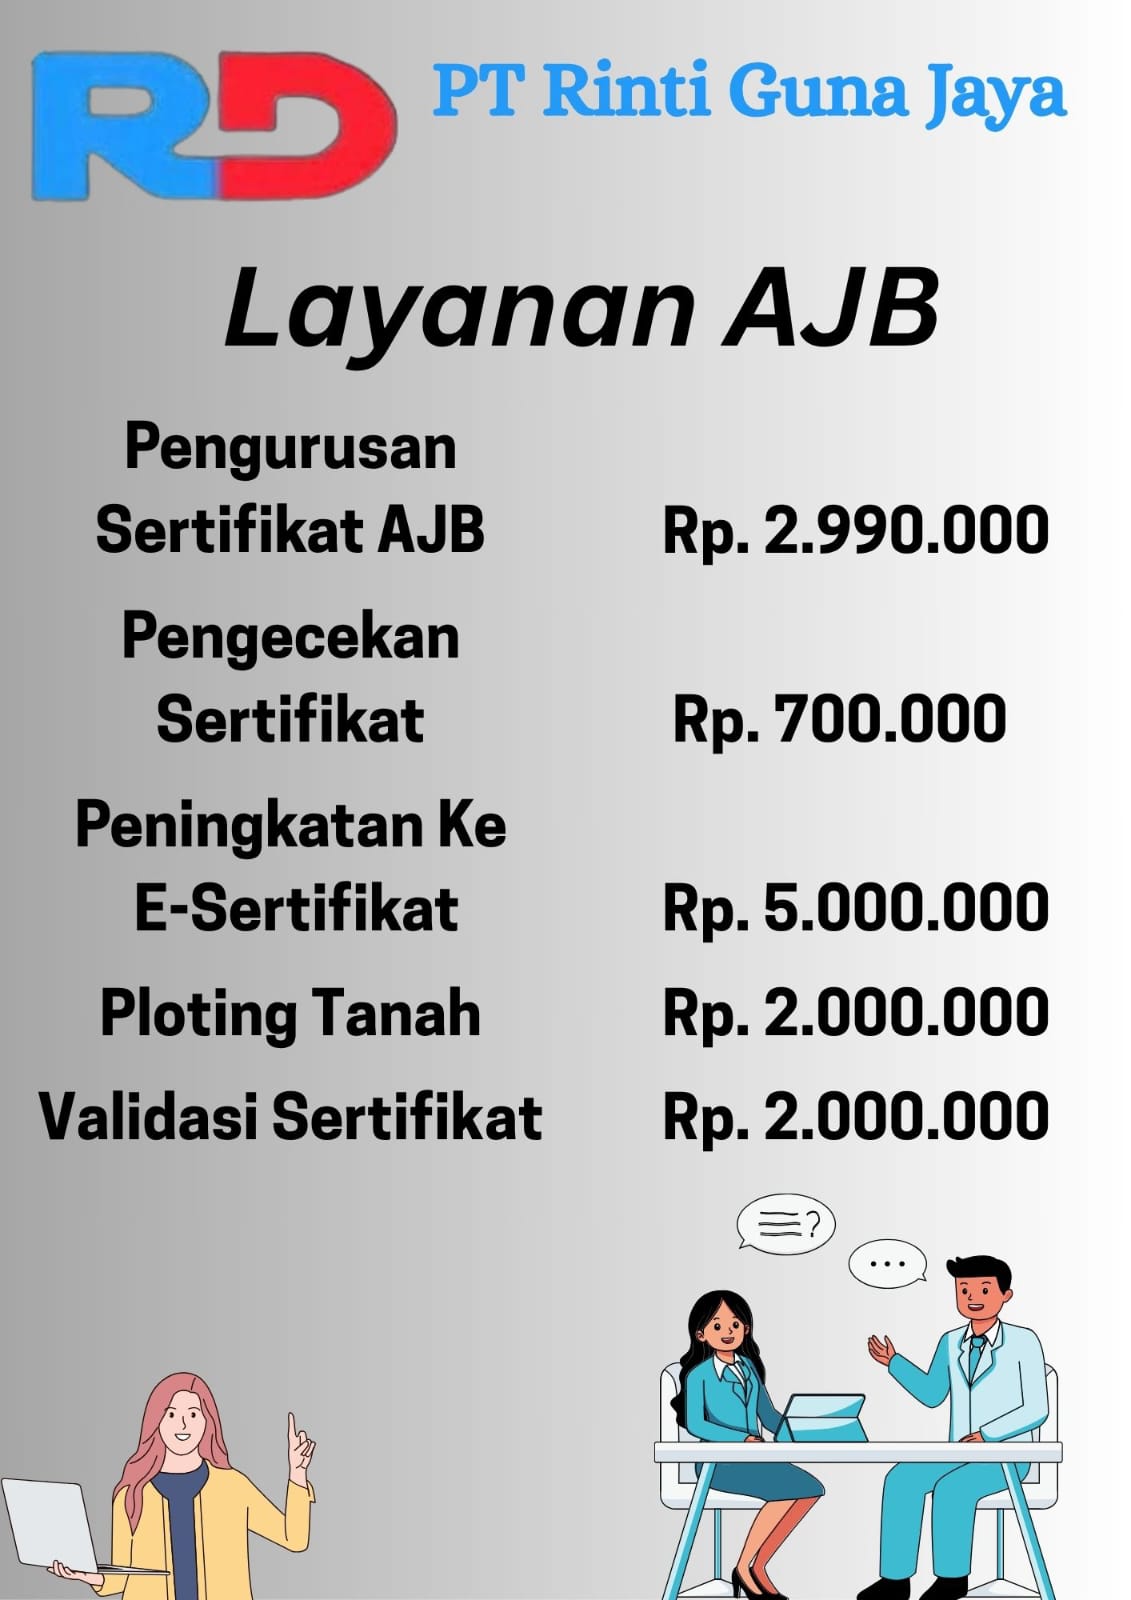 RD
PT Rinti Guna Jaya
Layanan AJB
Pengurusan
Sertifikat AJB Rp. 2.990.000
Pengecekan
Sertifikat Rp. 700.000
Peningkatan Ke
E-Sertifikat Rp. 5.000.000
Ploting Tanah Rp. 2.000.000
Validasi Sertifikat Rp. 2.000.000
?
...